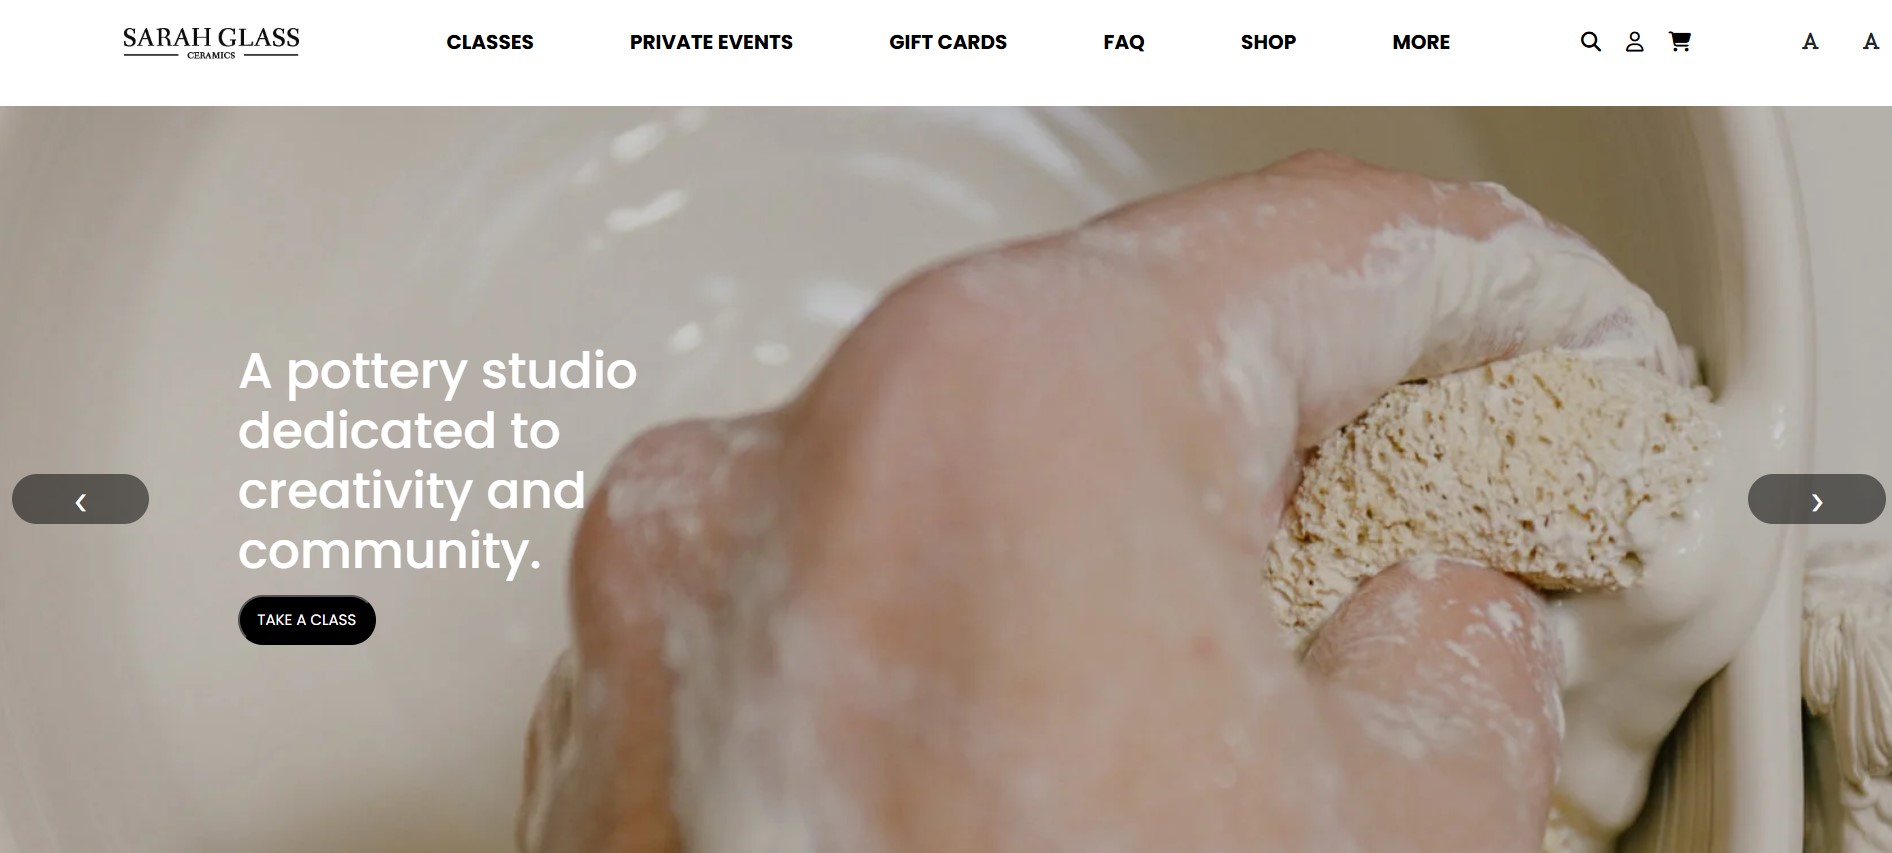 SARAH GLASS
CERAMICS
CLASSES PRIVATE EVENTS GIFT CARDS FAQ SHOP MORE A A
A pottery studio
dedicated to
creativity and
community.
TAKE A CLASS